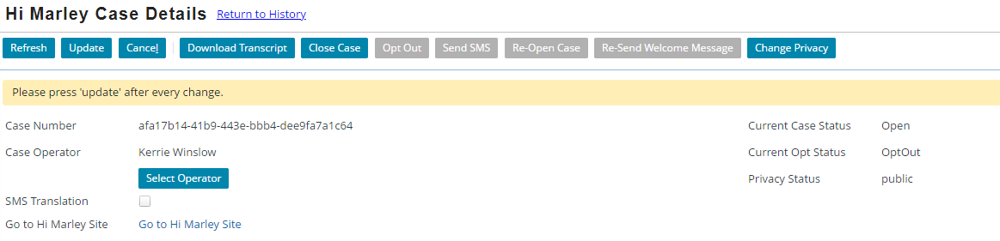 Hi Marley Case Details Return to History
Refresh Update Cancel Download Transcript Close Case Opt Out Send SMS Re-Open Case Re-Send Welcome Message Change Privacy
Please press 'update' after every change.
Case Number afa17b14-41b9-443e-bbb4-dee9fa7a1c64 Current Case Status Open
Case Operator Kerrie Winslow Current Opt Status OptOut
Select Operator Privacy Status public
SMS Translation
Go to Hi Marley Site Go to Hi Marley Site